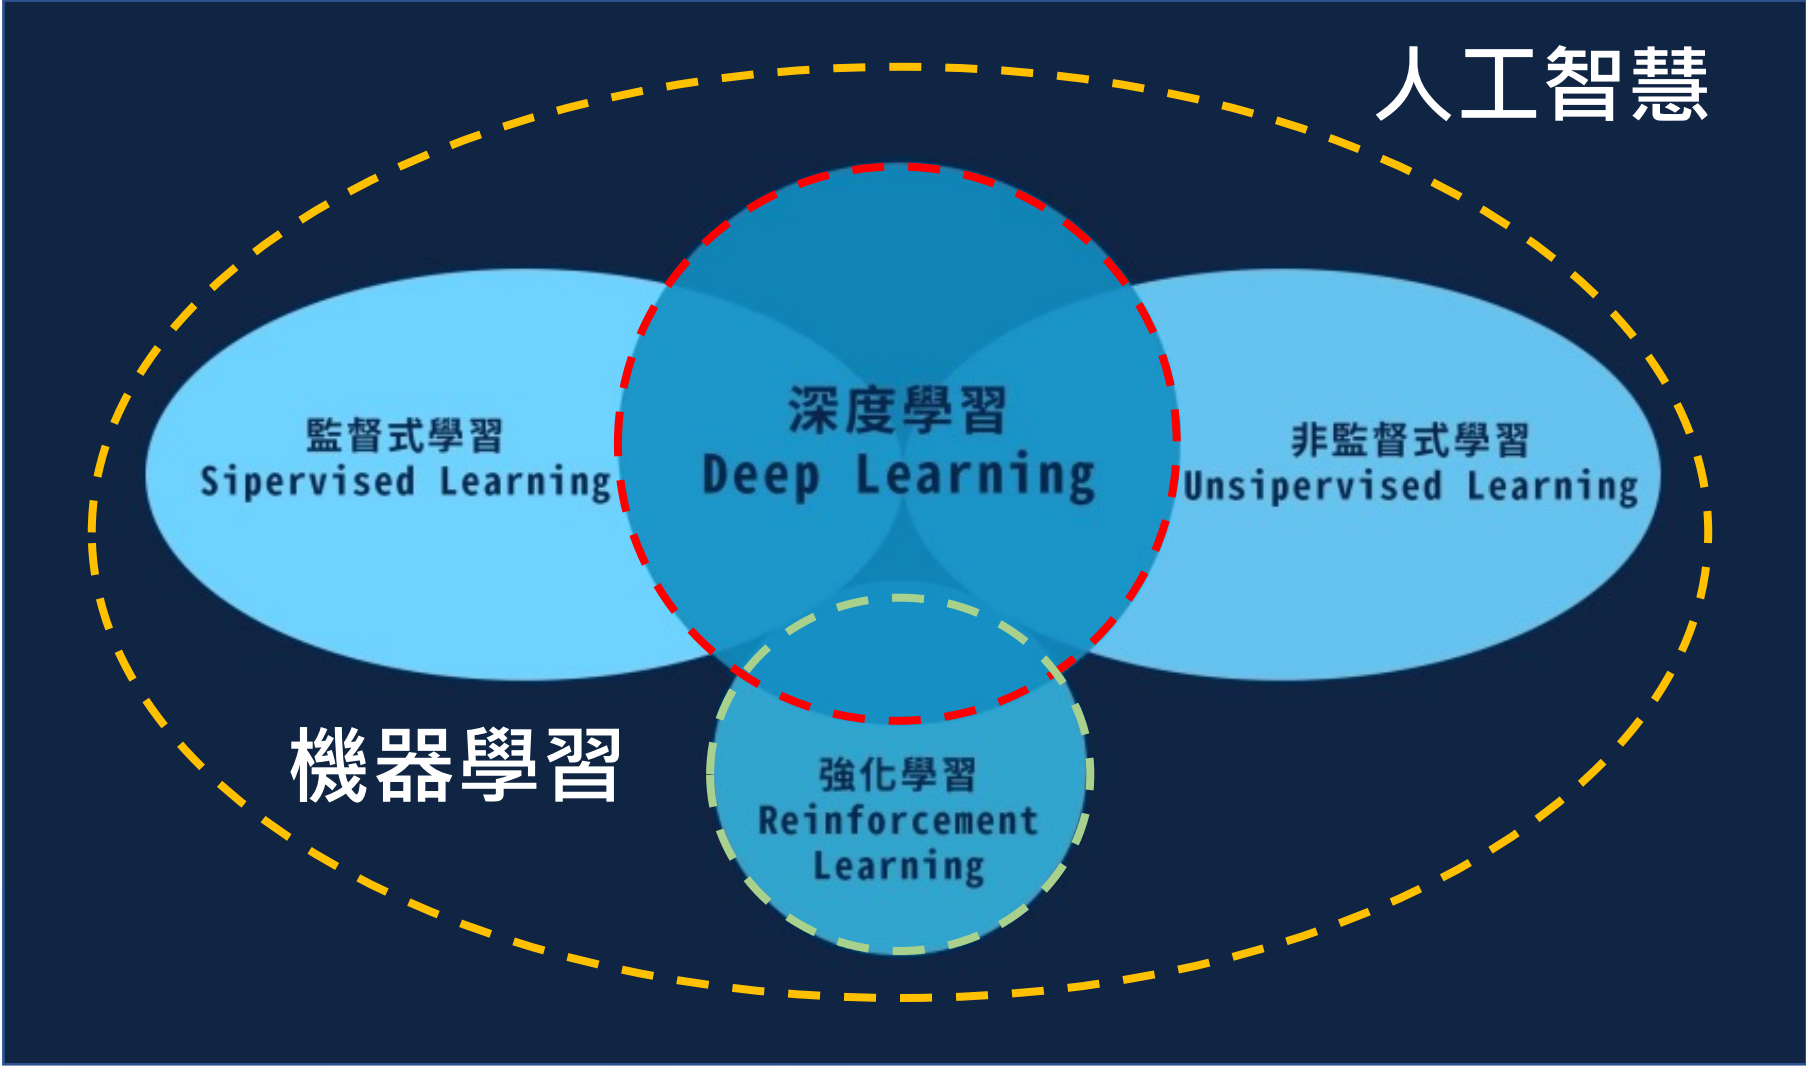 人工智慧
深度學習
Deep Learning
監督式學習
Sipervised Learning
非監督式學習
Unsipervised Learning
機器學習
強化學習
Reinforcement
Learning